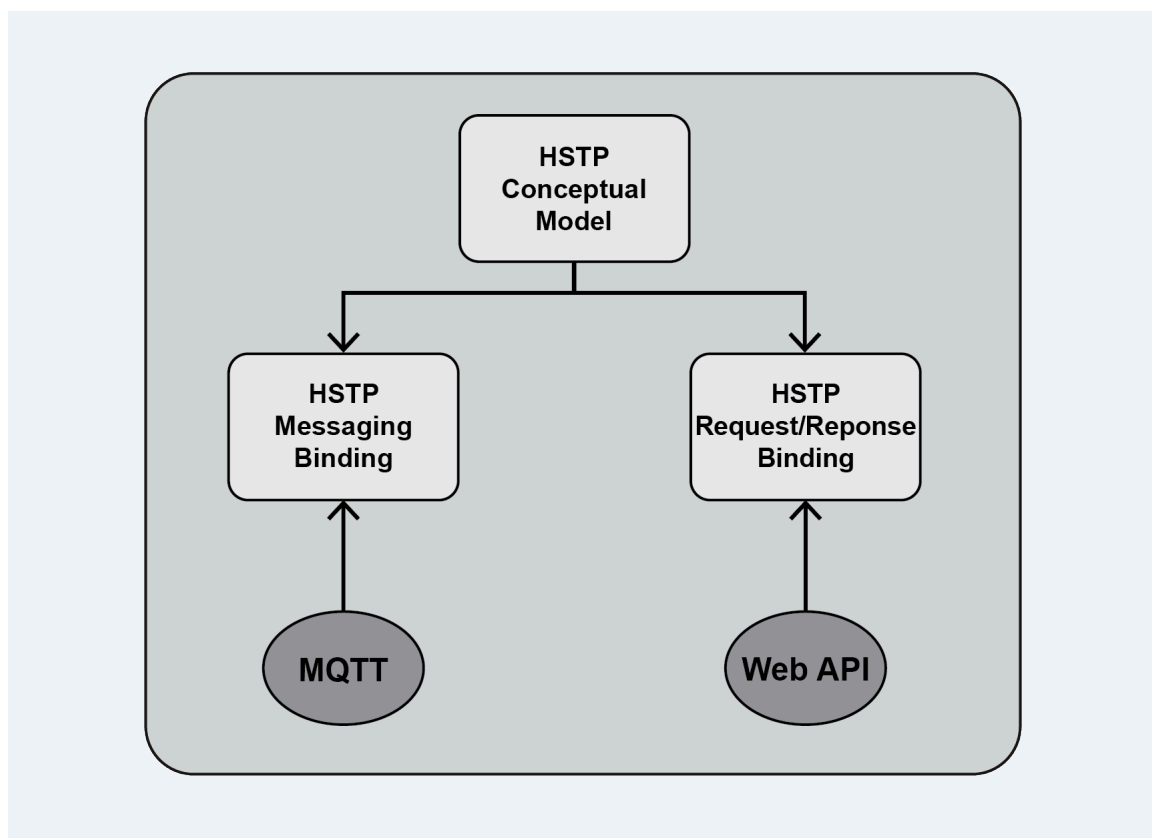 HSTP
Conceptual
Model
HSTP
Messaging
Binding
HSTP
Request/Reponse
Binding
MQTT
Web API